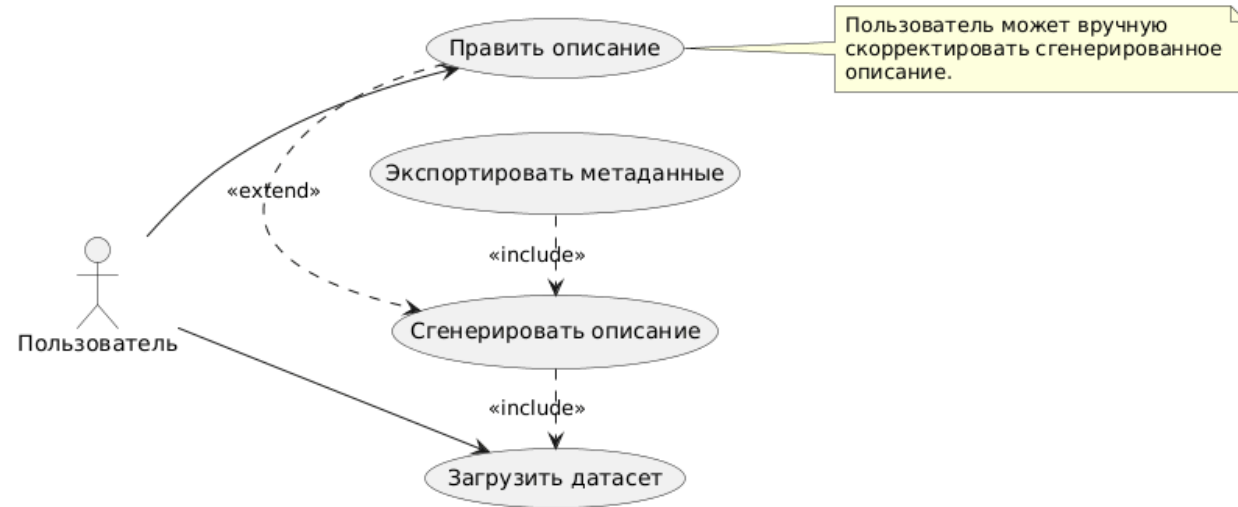 Править описание
Пользователь может вручную
скорректировать сгенерированное
описание.
Экспортировать метаданные
«extend»
«include»
Сгенерировать описание
Пользователь
«include»
Загрузить датасет